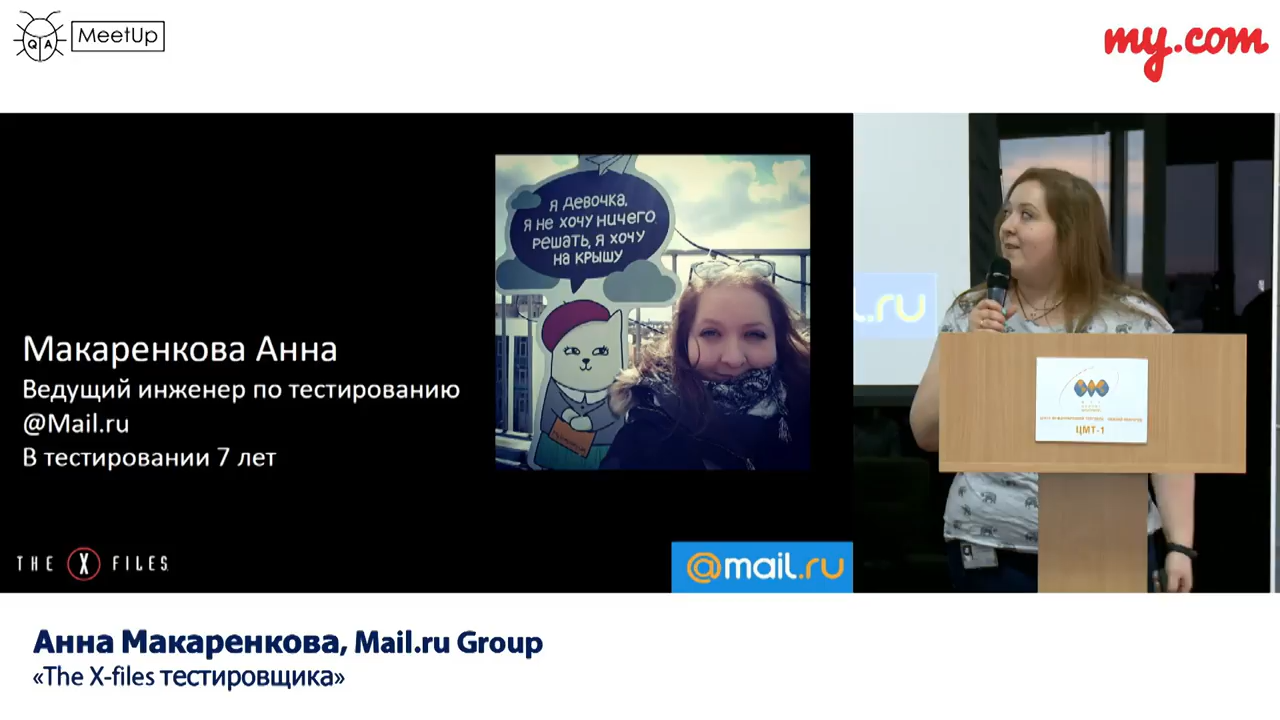 QA MeetUp
my.com
я девочка,
я не хочу ничего
решать, я хочу
на крышу
Макаренкова Анна
Ведущий инженер по тестированию
@Mail.ru
В тестировании 7 лет
THE X FILES
@mail.ru
l.ru
ЦМТ-1
Анна Макаренкова, Mail.ru Group
«The X-files тестировщика»